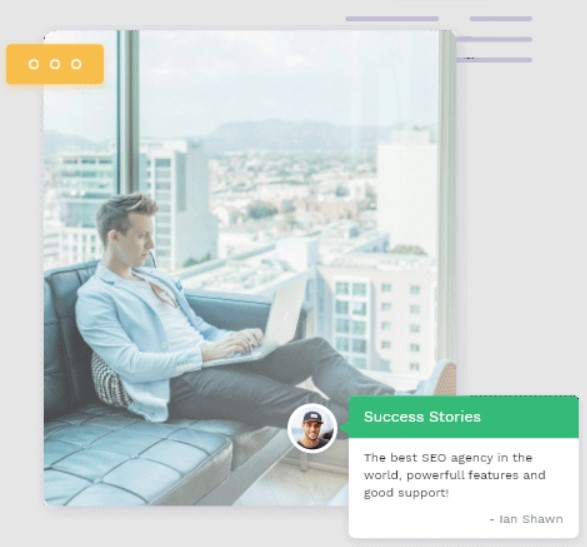 Success Stories
The best SEO agency in the
world, powerfull features and
good support!
- Ian Shawn